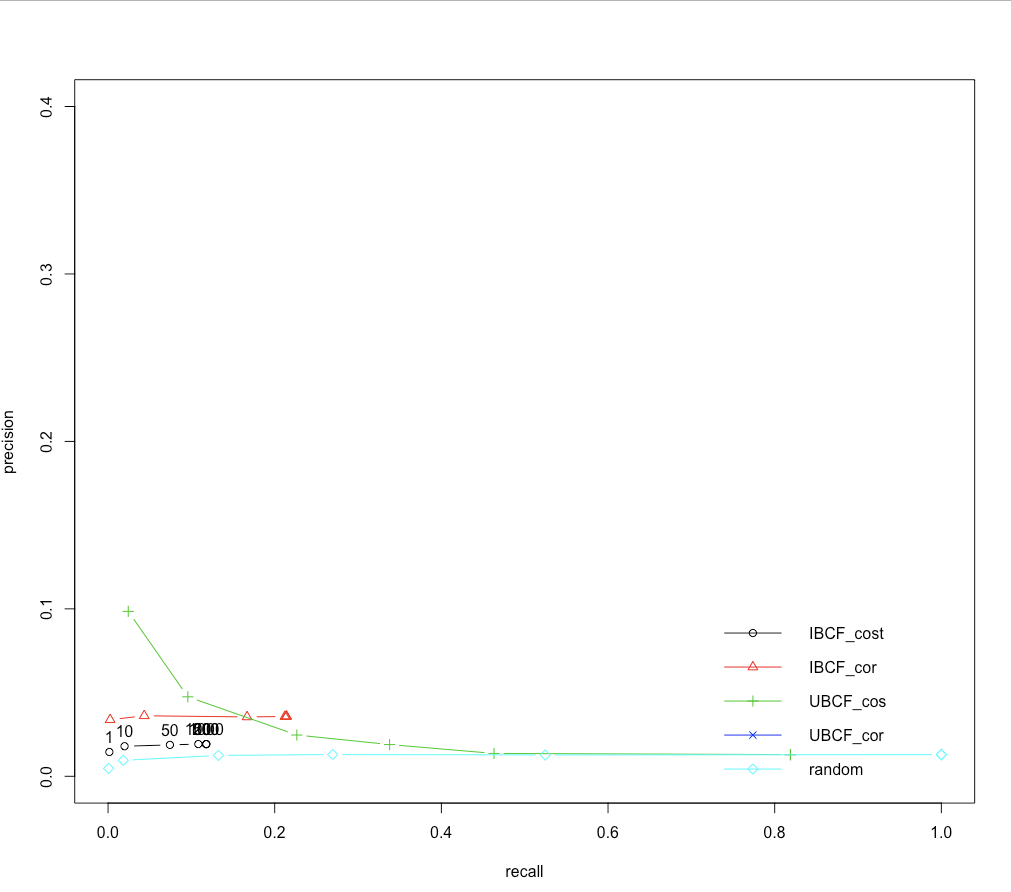 0.4
0.3
0.2
0.1
0.0
precision
1 10 50
IBCF_cost
IBCF_cor
UBCF_cos
UBCF_cor
random
0.0 0.2 0.4 0.6 0.8 1.0
recall